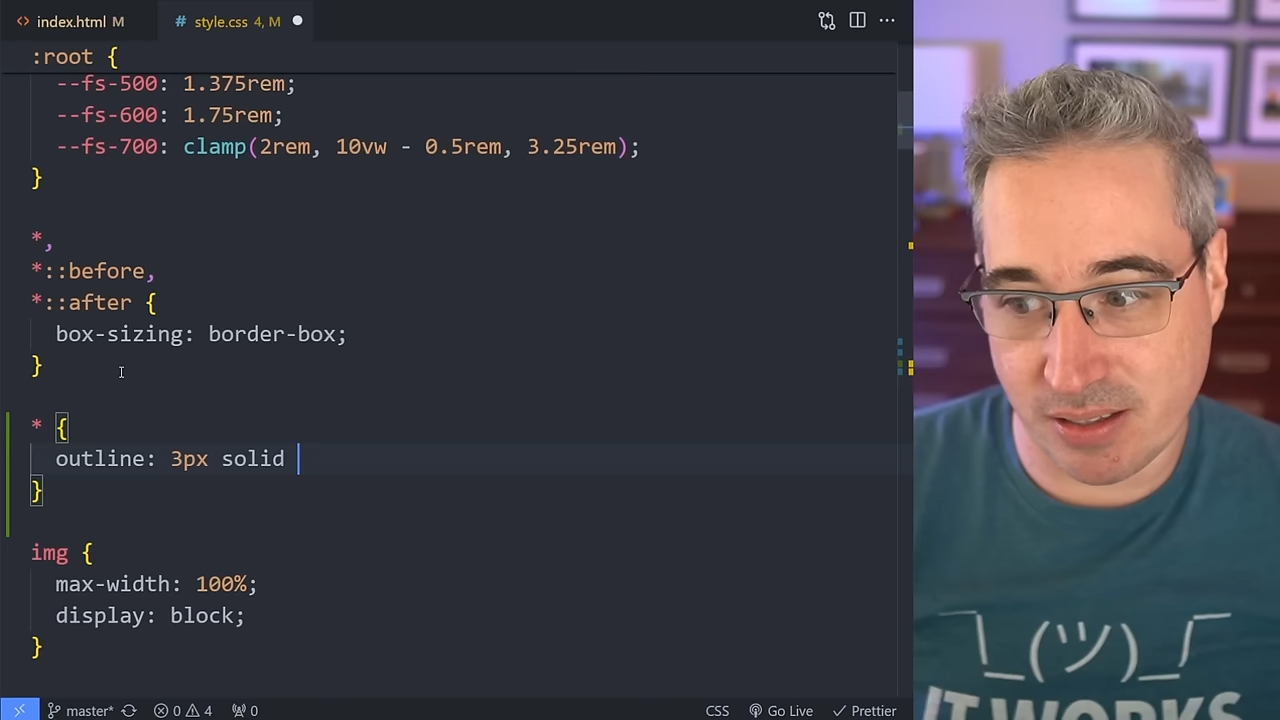 index.html M
# style.css 4, M
:root {
--fs-500: 1.375rem;
--fs-600: 1.75rem;
--fs-700: clamp(2rem, 10vw - 0.5rem, 3.25rem);
}
*,
*::before,
*::after {
box-sizing: border-box;
}
* {
outline: 3px solid
}
img {
max-width: 100%;
display: block;
}
master* 0 4 0 CSS Go Live Prettier
¯\_(ツ)_/¯
IT WORKS